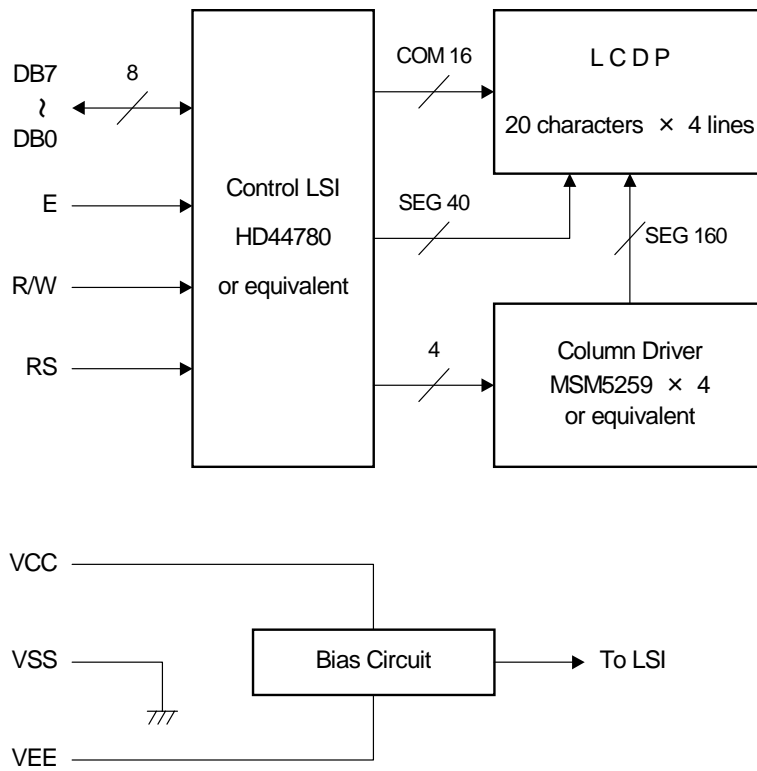 DB7
~
DB0
8
E
R/W
RS
Control LSI
HD44780
or equivalent
COM 16
SEG 40
4
L C D P
20 characters × 4 lines
SEG 160
Column Driver
MSM5259 × 4
or equivalent
VCC
VSS
VEE
Bias Circuit
To LSI